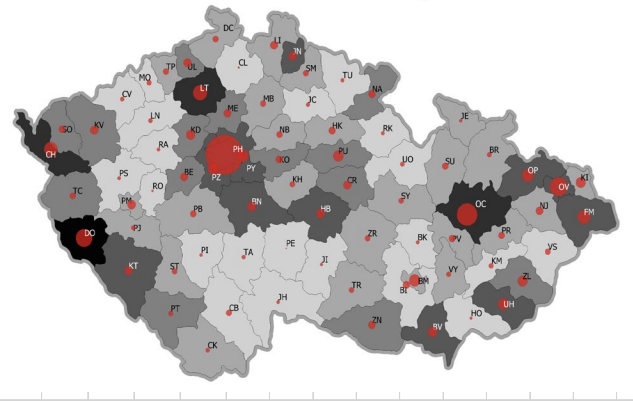 DC
LI
JN
TP
UL
CL
SM
TU
MO
CV
LT
MB
JC
NA
ME
LN
SO
KV
KD
NB
HK
RK
JE
CH
RA
PH
KO
PU
UO
SU
BR
PS
BE
PZ
PY
KH
CR
OP
OV
KI
TC
RO
PM
PB
BN
HB
SY
OC
NJ
FM
DO
PJ
ZR
BK
PV
PR
VS
KT
ST
PI
TA
PE
JI
KM
VY
ZL
PT
CB
JH
TR
BI
BM
UH
CK
ZN
BV
HO